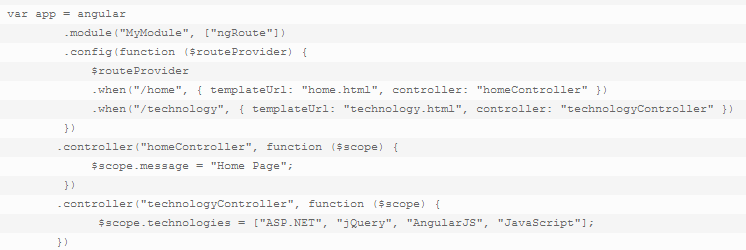 var app = angular
.module("MyModule", ["ngRoute"])
.config(function ($routeProvider) {
$routeProvider
.when("/home", { templateUrl: "home.html", controller: "homeController" })
.when("/technology", { templateUrl: "technology.html", controller: "technologyController" })
})
.controller("homeController", function ($scope) {
$scope.message = "Home Page";
})
.controller("technologyController", function ($scope) {
$scope.technologies = ["ASP.NET", "jQuery", "AngularJS", "JavaScript"];
})